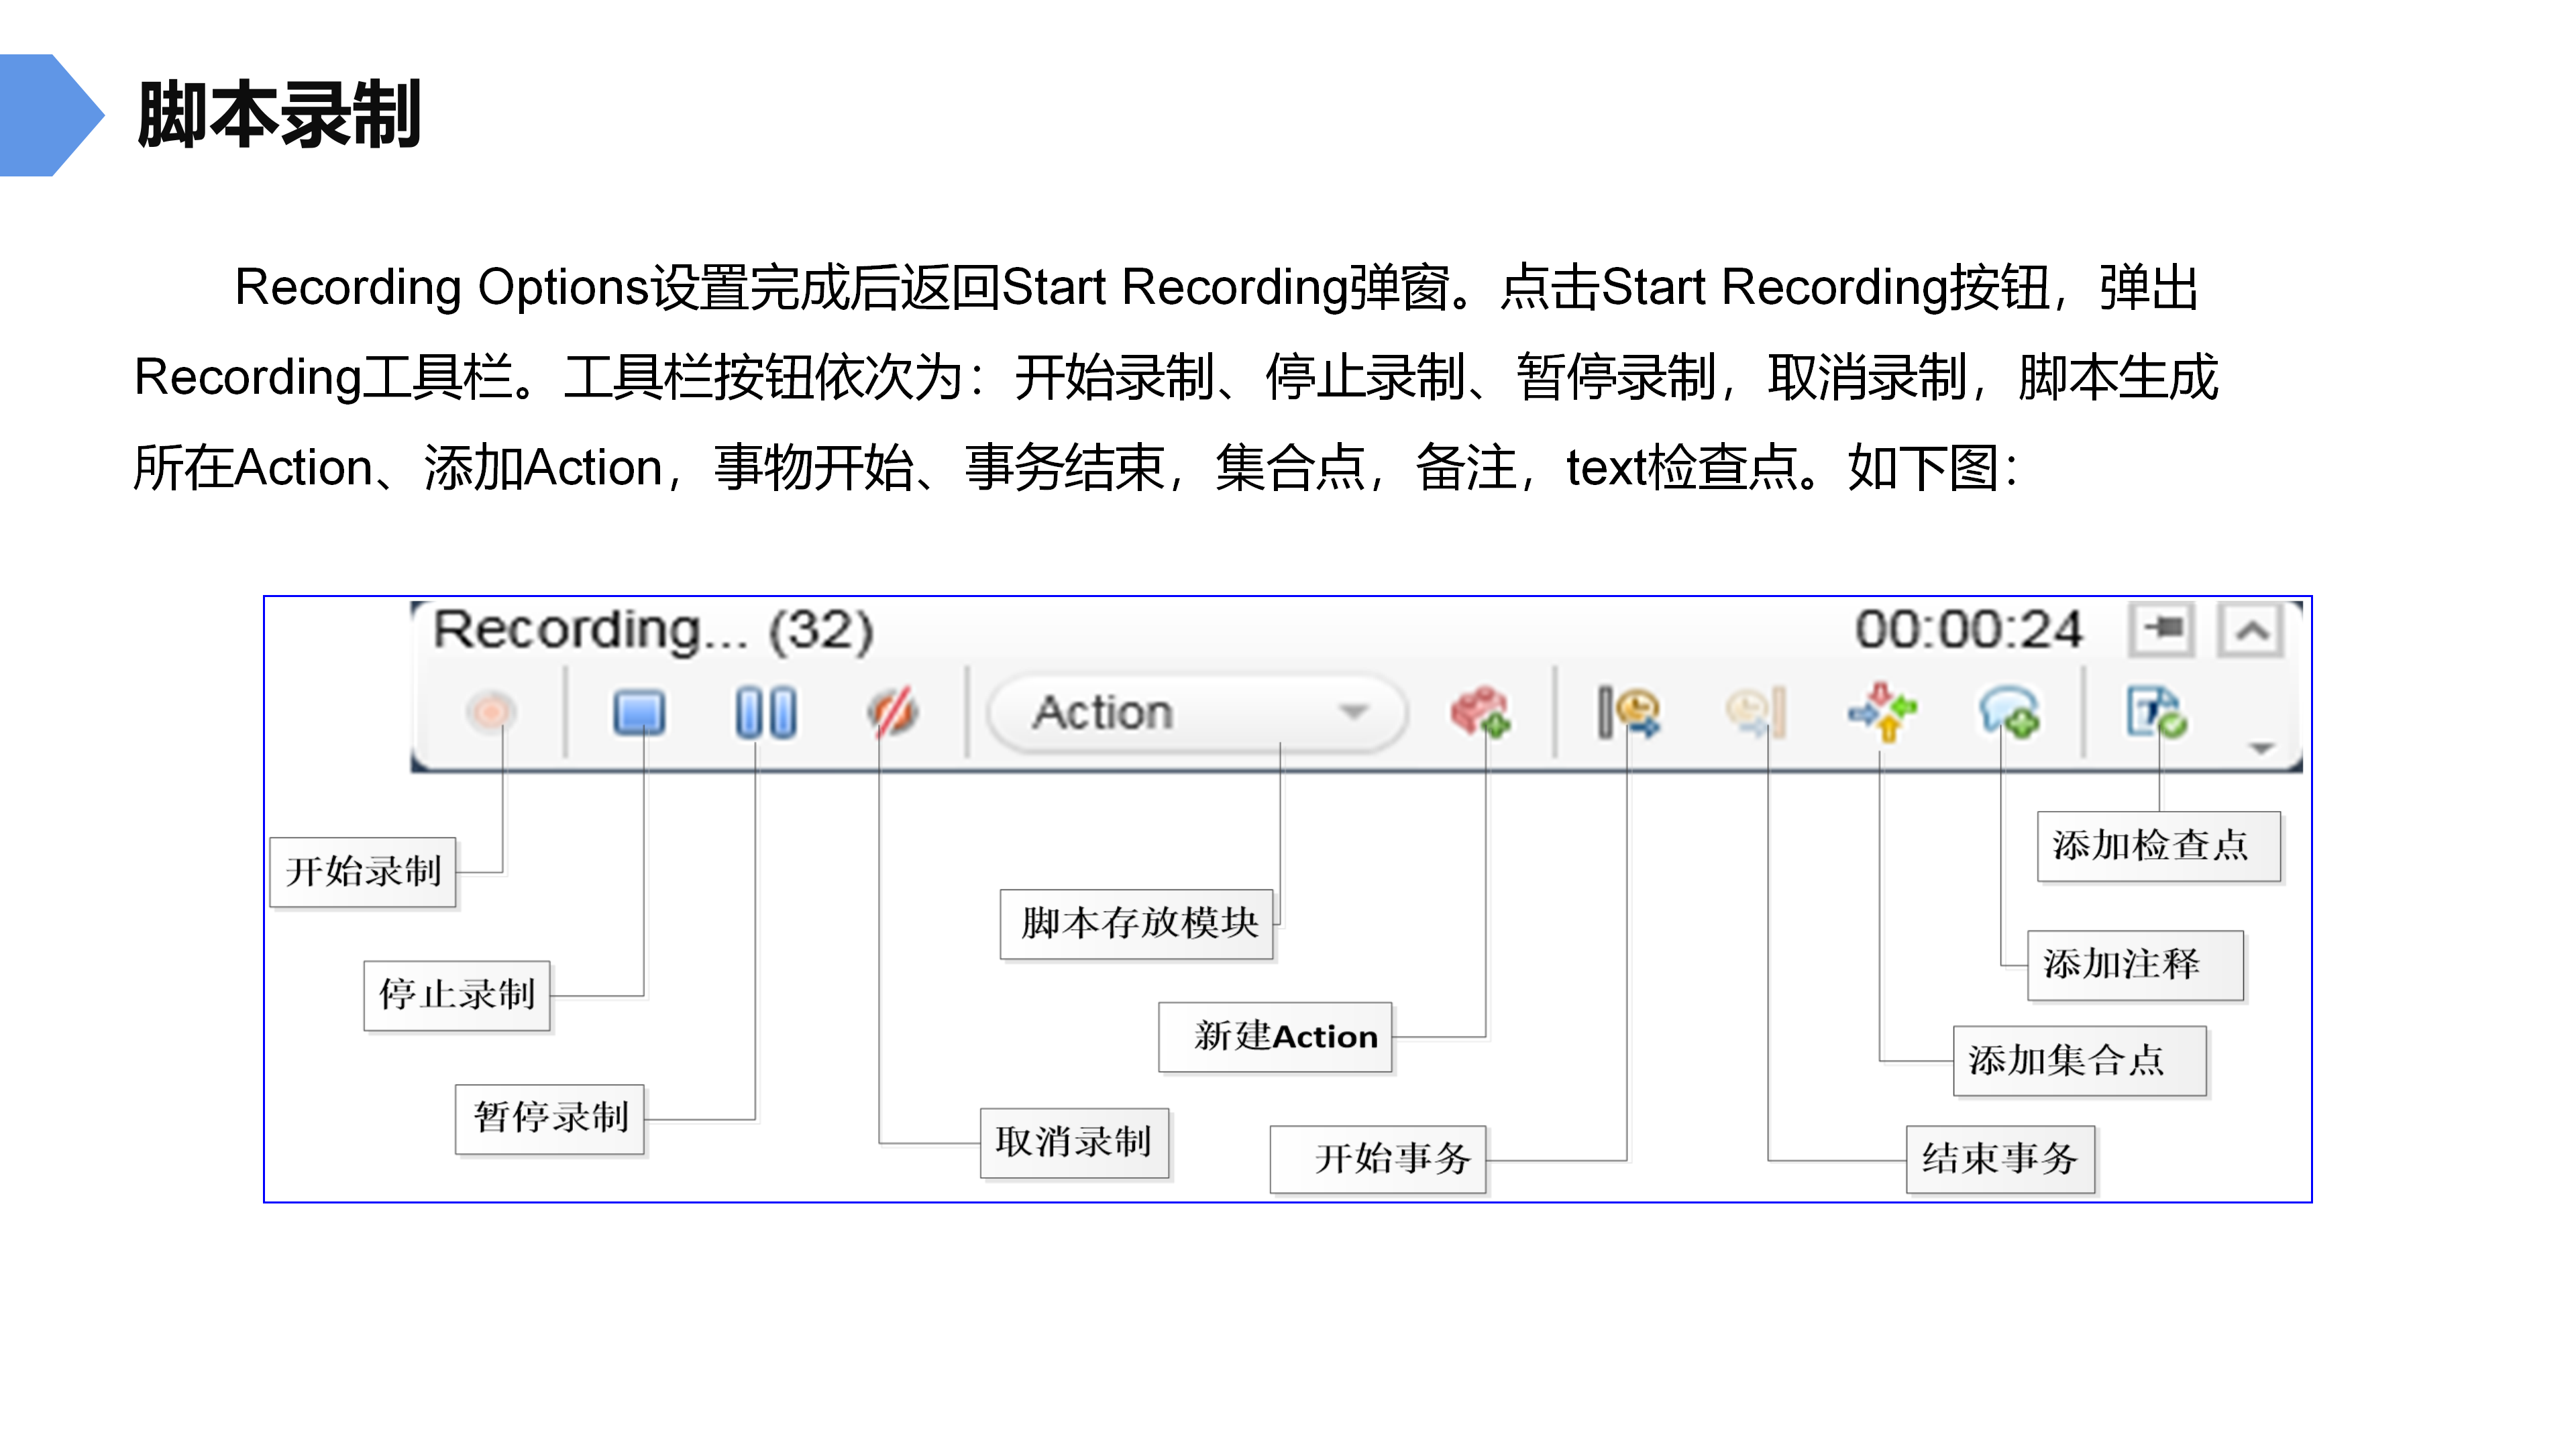 脚本录制
Recording Options设置完成后返回Start Recording弹窗。点击Start Recording按钮，弹出
Recording工具栏。工具栏按钮依次为：开始录制、停止录制、暂停录制，取消录制，脚本生成
所在Action、添加Action，事物开始、事务结束，集合点，备注，text检查点。如下图：
Recording... (32)
00:00:24
Action
开始录制
停止录制
暂停录制
取消录制
脚本存放模块
新建Action
开始事务
结束事务
添加集合点
添加注释
添加检查点